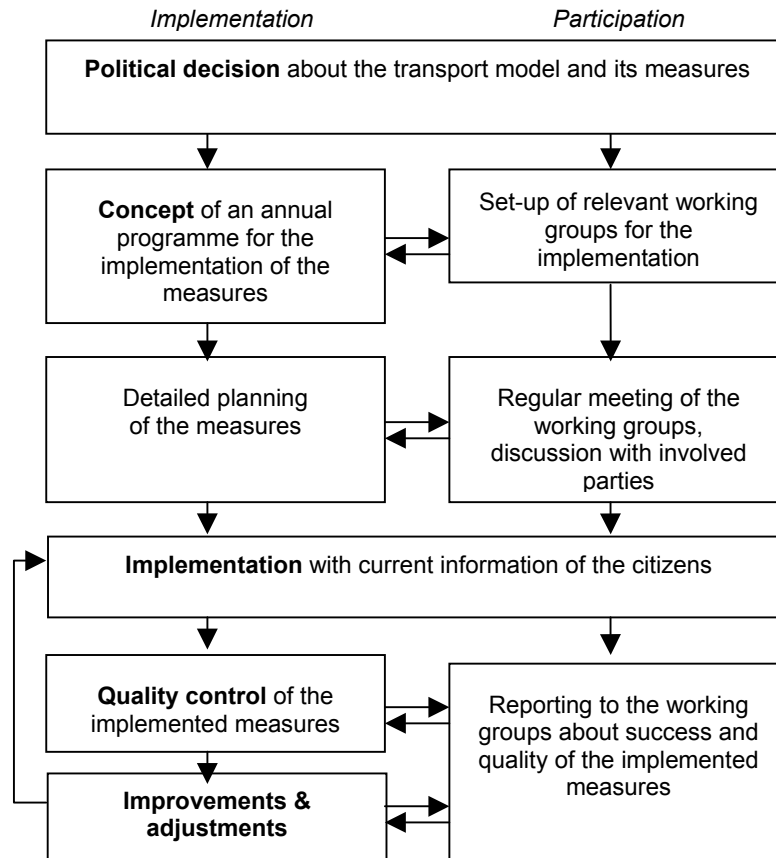 Implementation
Participation
Political decision about the transport model and its measures
Concept of an annual
programme for the
implementation of the
measures
Set-up of relevant working
groups for the
implementation
Detailed planning
of the measures
Regular meeting of the
working groups,
discussion with involved
parties
Implementation with current information of the citizens
Quality control of the
implemented measures
Reporting to the working
groups about success and
quality of the implemented
measures
Improvements &
adjustments